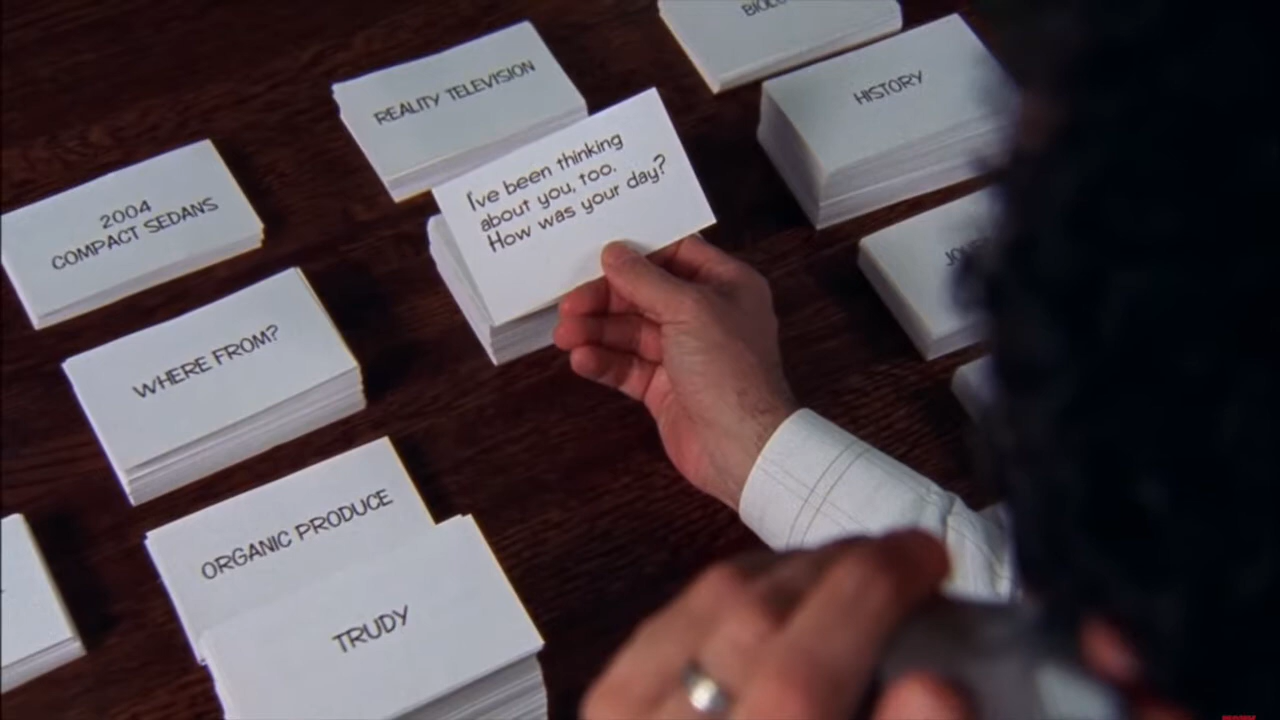 REALITY TELEVISION
HISTORY
I've been thinking
about you, too.
How was your day?
2004
COMPACT SEDANS
WHERE FROM?
ORGANIC PRODUCE
TRUDY